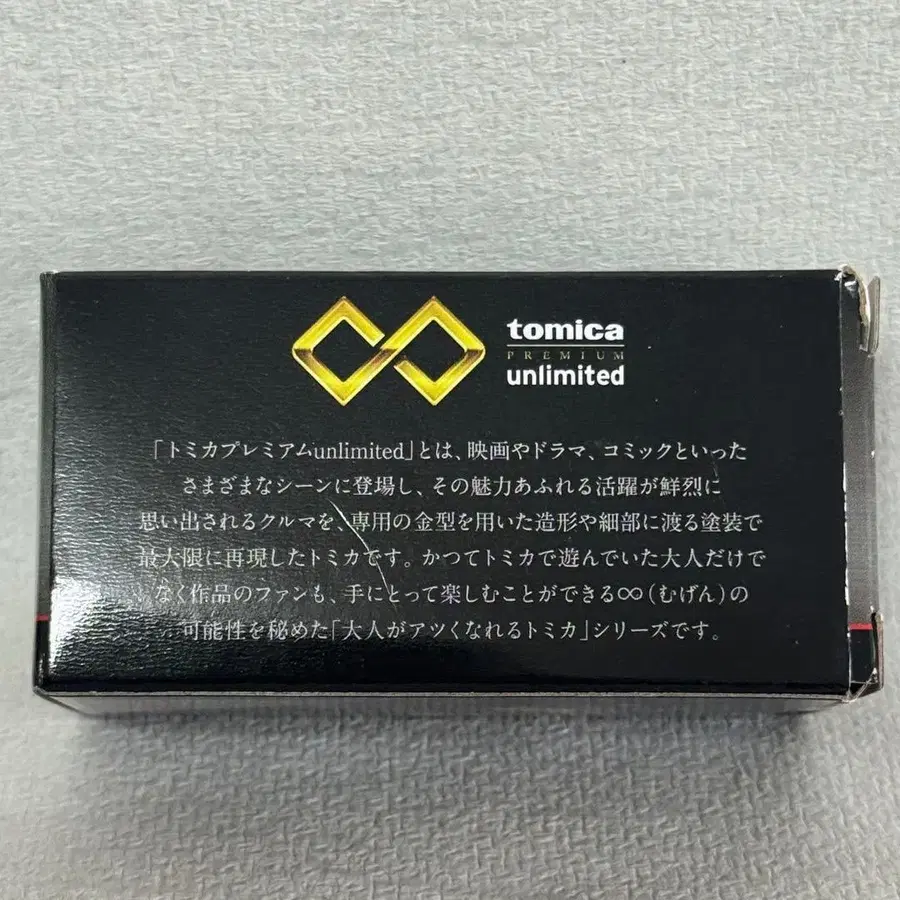 tomica
PREMIUM
unlimited
「トミカプレミアムunlimited」とは、映画やドラマ、コミックといった
さまざまなシーンに登場し、その魅力あふれる活躍が鮮烈に
思い出されるクルマを、専用の金型を用いた造形や細部に渡る塗装で
最大限に再現したトミカです。かつてトミカで遊んでいた大人だけで
なく作品のファンも、手にとって楽しむことができる∞(むげん)の
可能性を秘めた「大人がアツくなれるトミカ」シリーズです。